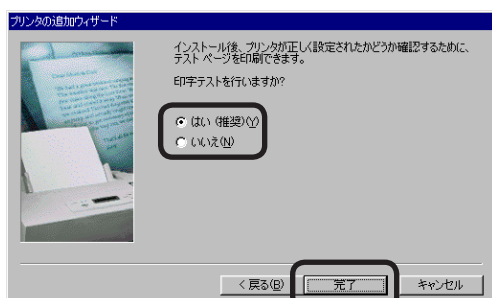 プリンタの追加ウィザード
インストール後、プリンタが正しく設定されたかどうか確認するために、
テスト ページを印刷できます。
印字テストを行いますか?
はい (推奨)(Y)
いいえ(N)
< 戻る(B)
完了
キャンセル